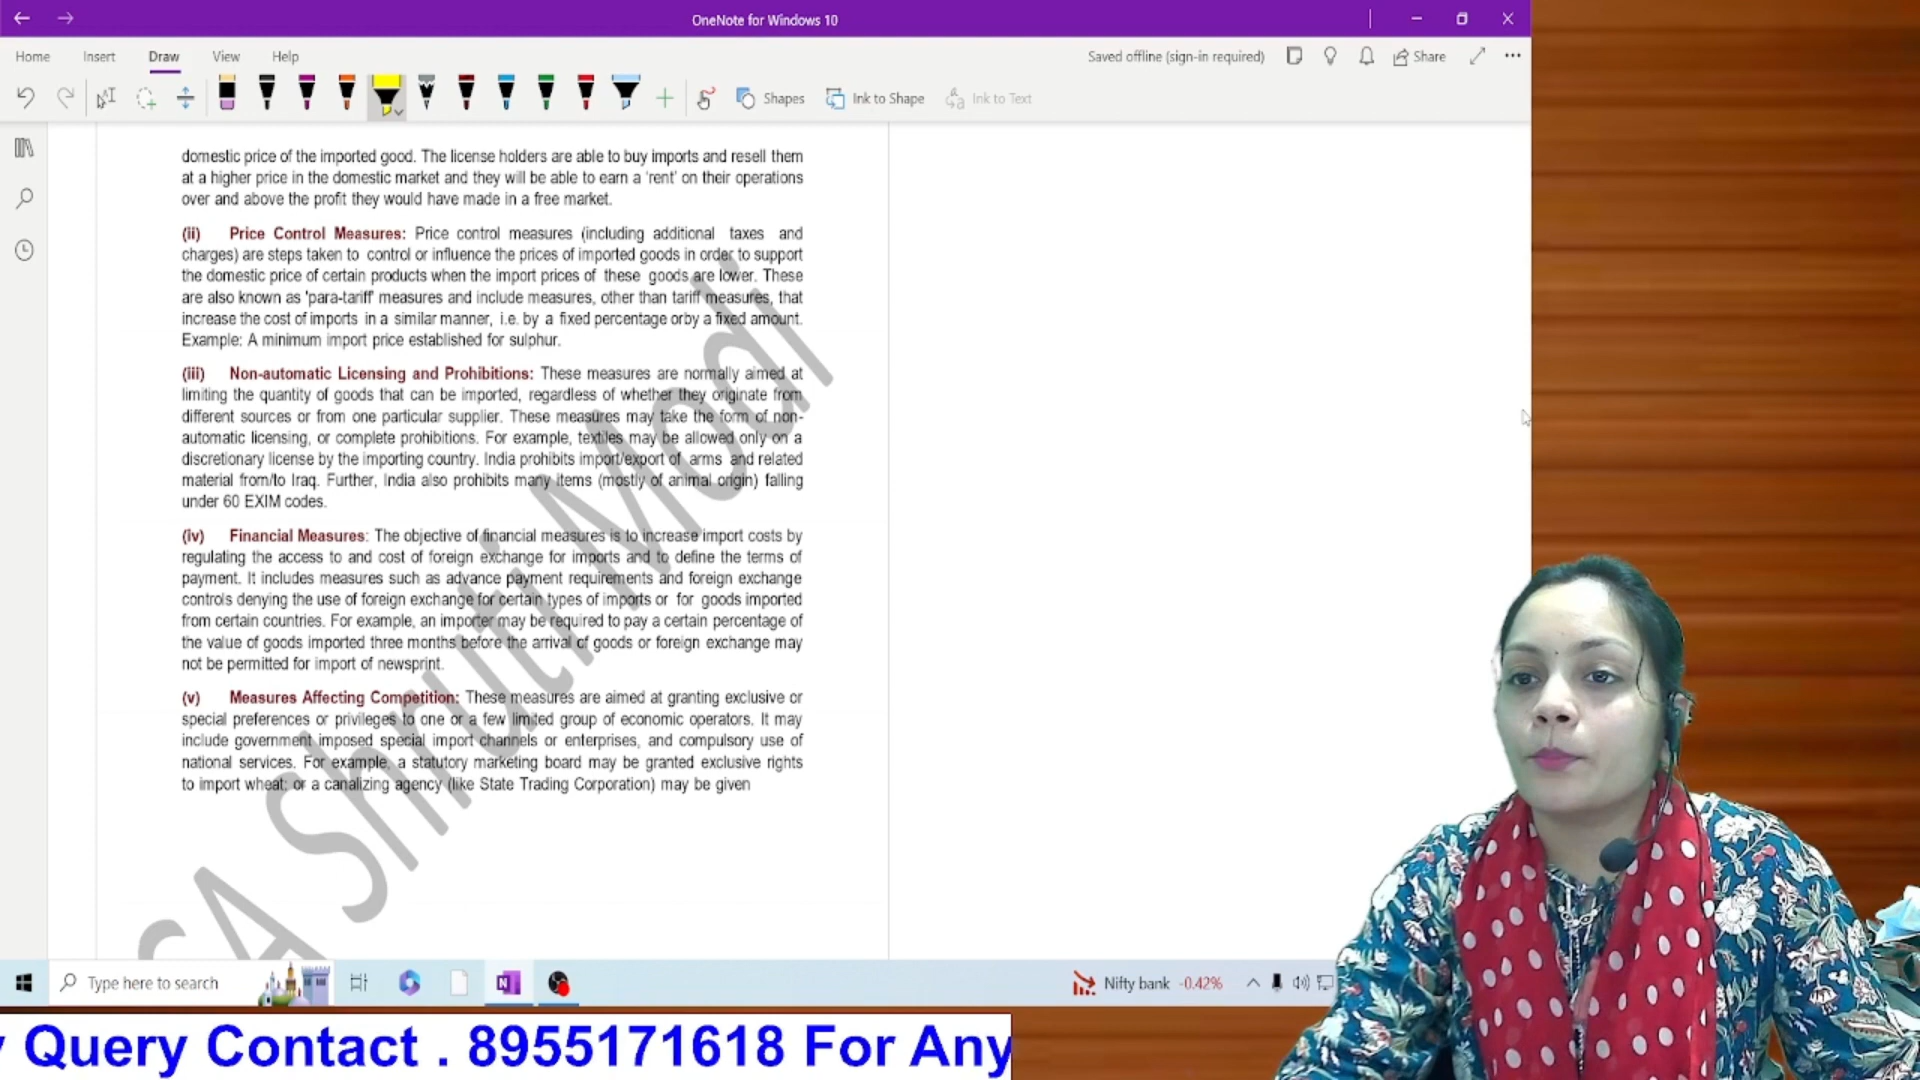 OneNote for Windows 10
Home Insert Draw View Help Saved offline (sign-in required) Share
Shapes Ink to Shape Ink to Text
domestic price of the imported good. The license holders are able to buy imports and resell them
at a higher price in the domestic market and they will be able to earn a 'rent' on their operations
over and above the profit they would have made in a free market.
(ii) Price Control Measures: Price control measures (including additional taxes and
charges) are steps taken to control or influence the prices of imported goods in order to support
the domestic price of certain products when the import prices of these goods are lower. These
are also known as 'para-tariff' measures and include measures, other than tariff measures, that
increase the cost of imports in a similar manner, i.e. by a fixed percentage orby a fixed amount.
Example: A minimum import price established for sulphur.
(iii) Non-automatic Licensing and Prohibitions: These measures are normally aimed at
limiting the quantity of goods that can be imported, regardless of whether they originate from
different sources or from one particular supplier. These measures may take the form of non-
automatic licensing, or complete prohibitions. For example, textiles may be allowed only on a
discretionary license by the importing country. India prohibits import/export of arms and related
material from/to Iraq. Further, India also prohibits many items (mostly of animal origin) falling
under 60 EXIM codes.
(iv) Financial Measures: The objective of financial measures is to increase import costs by
regulating the access to and cost of foreign exchange for imports and to define the terms of
payment. It includes measures such as advance payment requirements and foreign exchange
controls denying the use of foreign exchange for certain types of imports or for goods imported
from certain countries. For example, an importer may be required to pay a certain percentage of
the value of goods imported three months before the arrival of goods or foreign exchange may
not be permitted for import of newsprint.
(v) Measures Affecting Competition: These measures are aimed at granting exclusive or
special preferences or privileges to one or a few limited group of economic operators. It may
include government imposed special import channels or enterprises, and compulsory use of
national services. For example, a statutory marketing board may be granted exclusive rights
to import wheat: or a canalizing agency (like State Trading Corporation) may be given
CA Shruti Modi
Type here to search Nifty bank -0.42%
y Query Contact . 8955171618 For Any